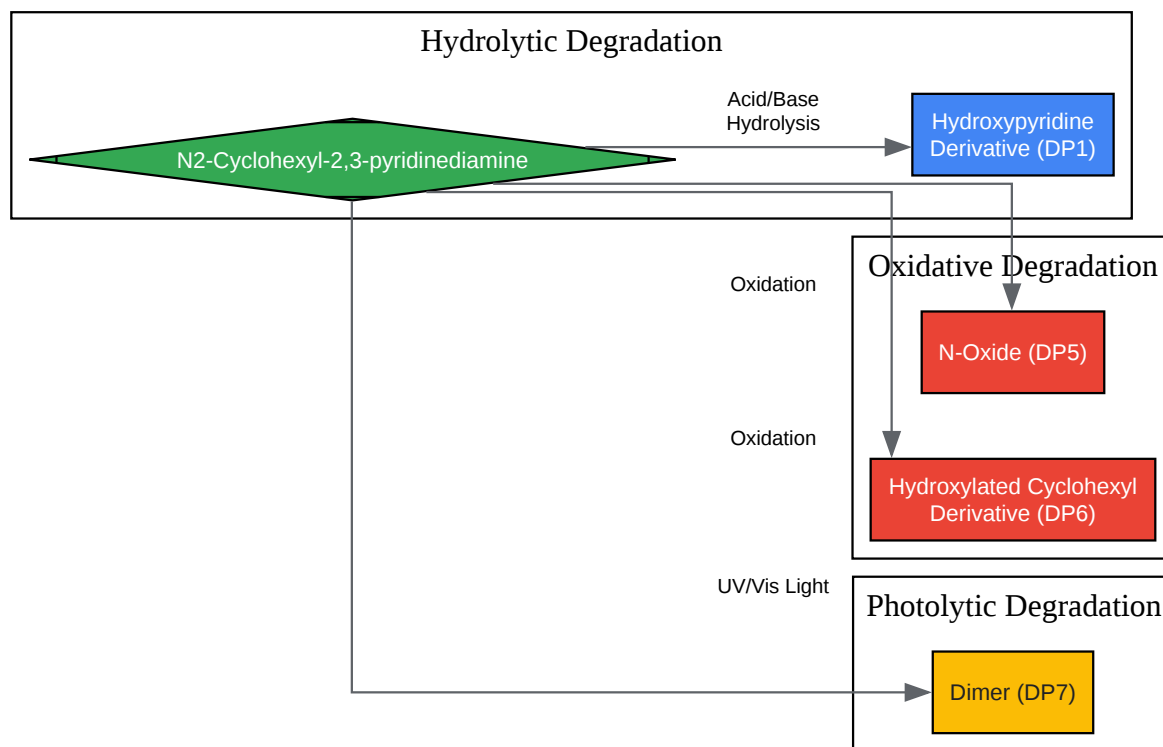 Hydrolytic Degradation
Acid/Base
Hydrolysis
N2-Cyclohexyl-2,3-pyridinediamine
Hydroxypyridine
Derivative (DP1)
Oxidative Degradation
Oxidation
N-Oxide (DP5)
Oxidation
Hydroxylated Cyclohexyl
Derivative (DP6)
UV/Vis Light
Photolytic Degradation
Dimer (DP7)